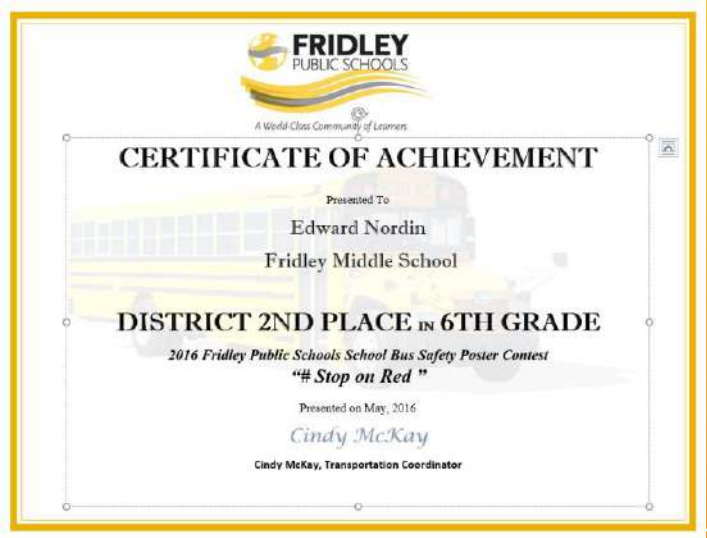 FRIDLEY
PUBLIC SCHOOLS
A World-Class Community of Learners
CERTIFICATE OF ACHIEVEMENT
Presented To
Edward Nordin
Fridley Middle School
DISTRICT 2ND PLACE IN 6TH GRADE
2016 Fridley Public Schools School Bus Safety Poster Contest
“# Stop on Red ”
Presented on May, 2016
Cindy McKay
Cindy McKay, Transportation Coordinator